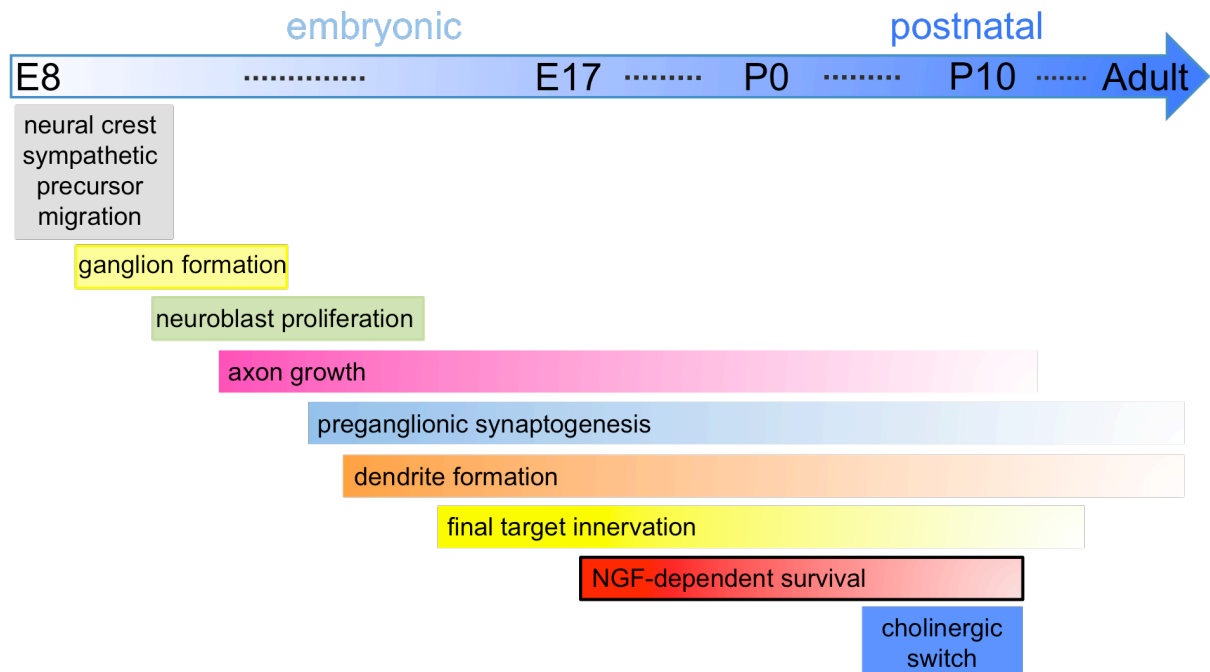 embryonic postnatal
E8 ............. E17 ......... P0 ......... P10 ...... Adult
neural crest
sympathetic
precursor
migration
ganglion formation
neuroblast proliferation
axon growth
preganglionic synaptogenesis
dendrite formation
final target innervation
NGF-dependent survival
cholinergic
switch